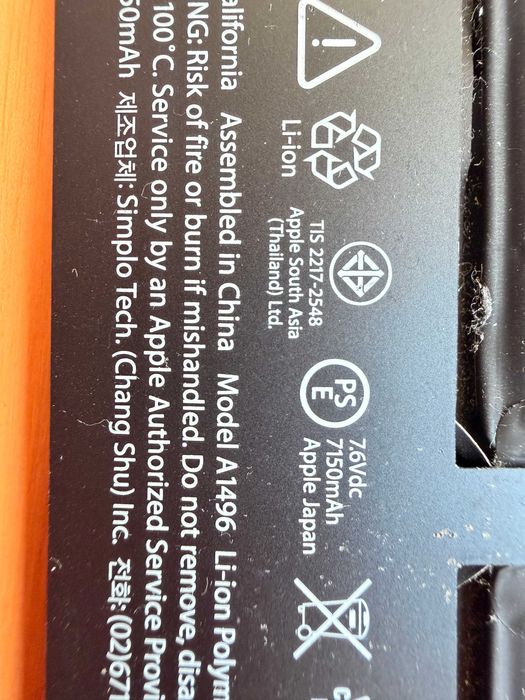 Li-ion
TIS 2217-2548
Apple South Asia
(Thailand) Ltd.
PS
E
7.6Vdc
7150mAh
Apple Japan
alifornia Assembled in China Model A1496 Li-ion Polym
NG: Risk of fire or burn if mishandled. Do not remove, disa
100°C. Service only by an Apple Authorized Service Provi
50mAh 제조업체: Simplo Tech. (Chang Shu) Inc. 전화: (02)67